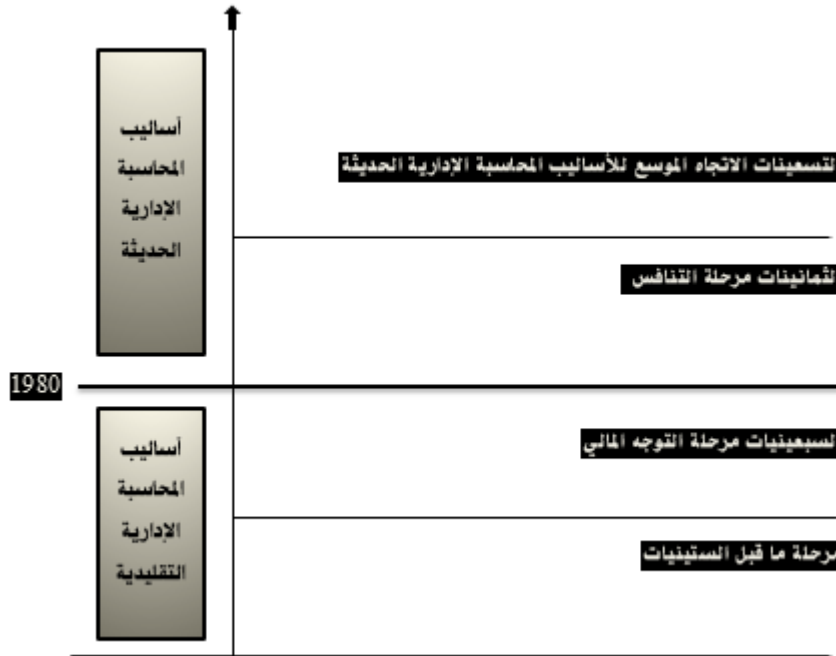 أساليب
المحاسبة
الإدارية
الحديثة
لتسعينات الاتجاه الموسع للأساليب المحاسبة الإدارية الحديثة
لثمانينات مرحلة التنافس
1980
لسبعينيات مرحلة التوجه المالي
أساليب
المحاسبة
الإدارية
التقليدية
مرحلة ما قبل الستينيات